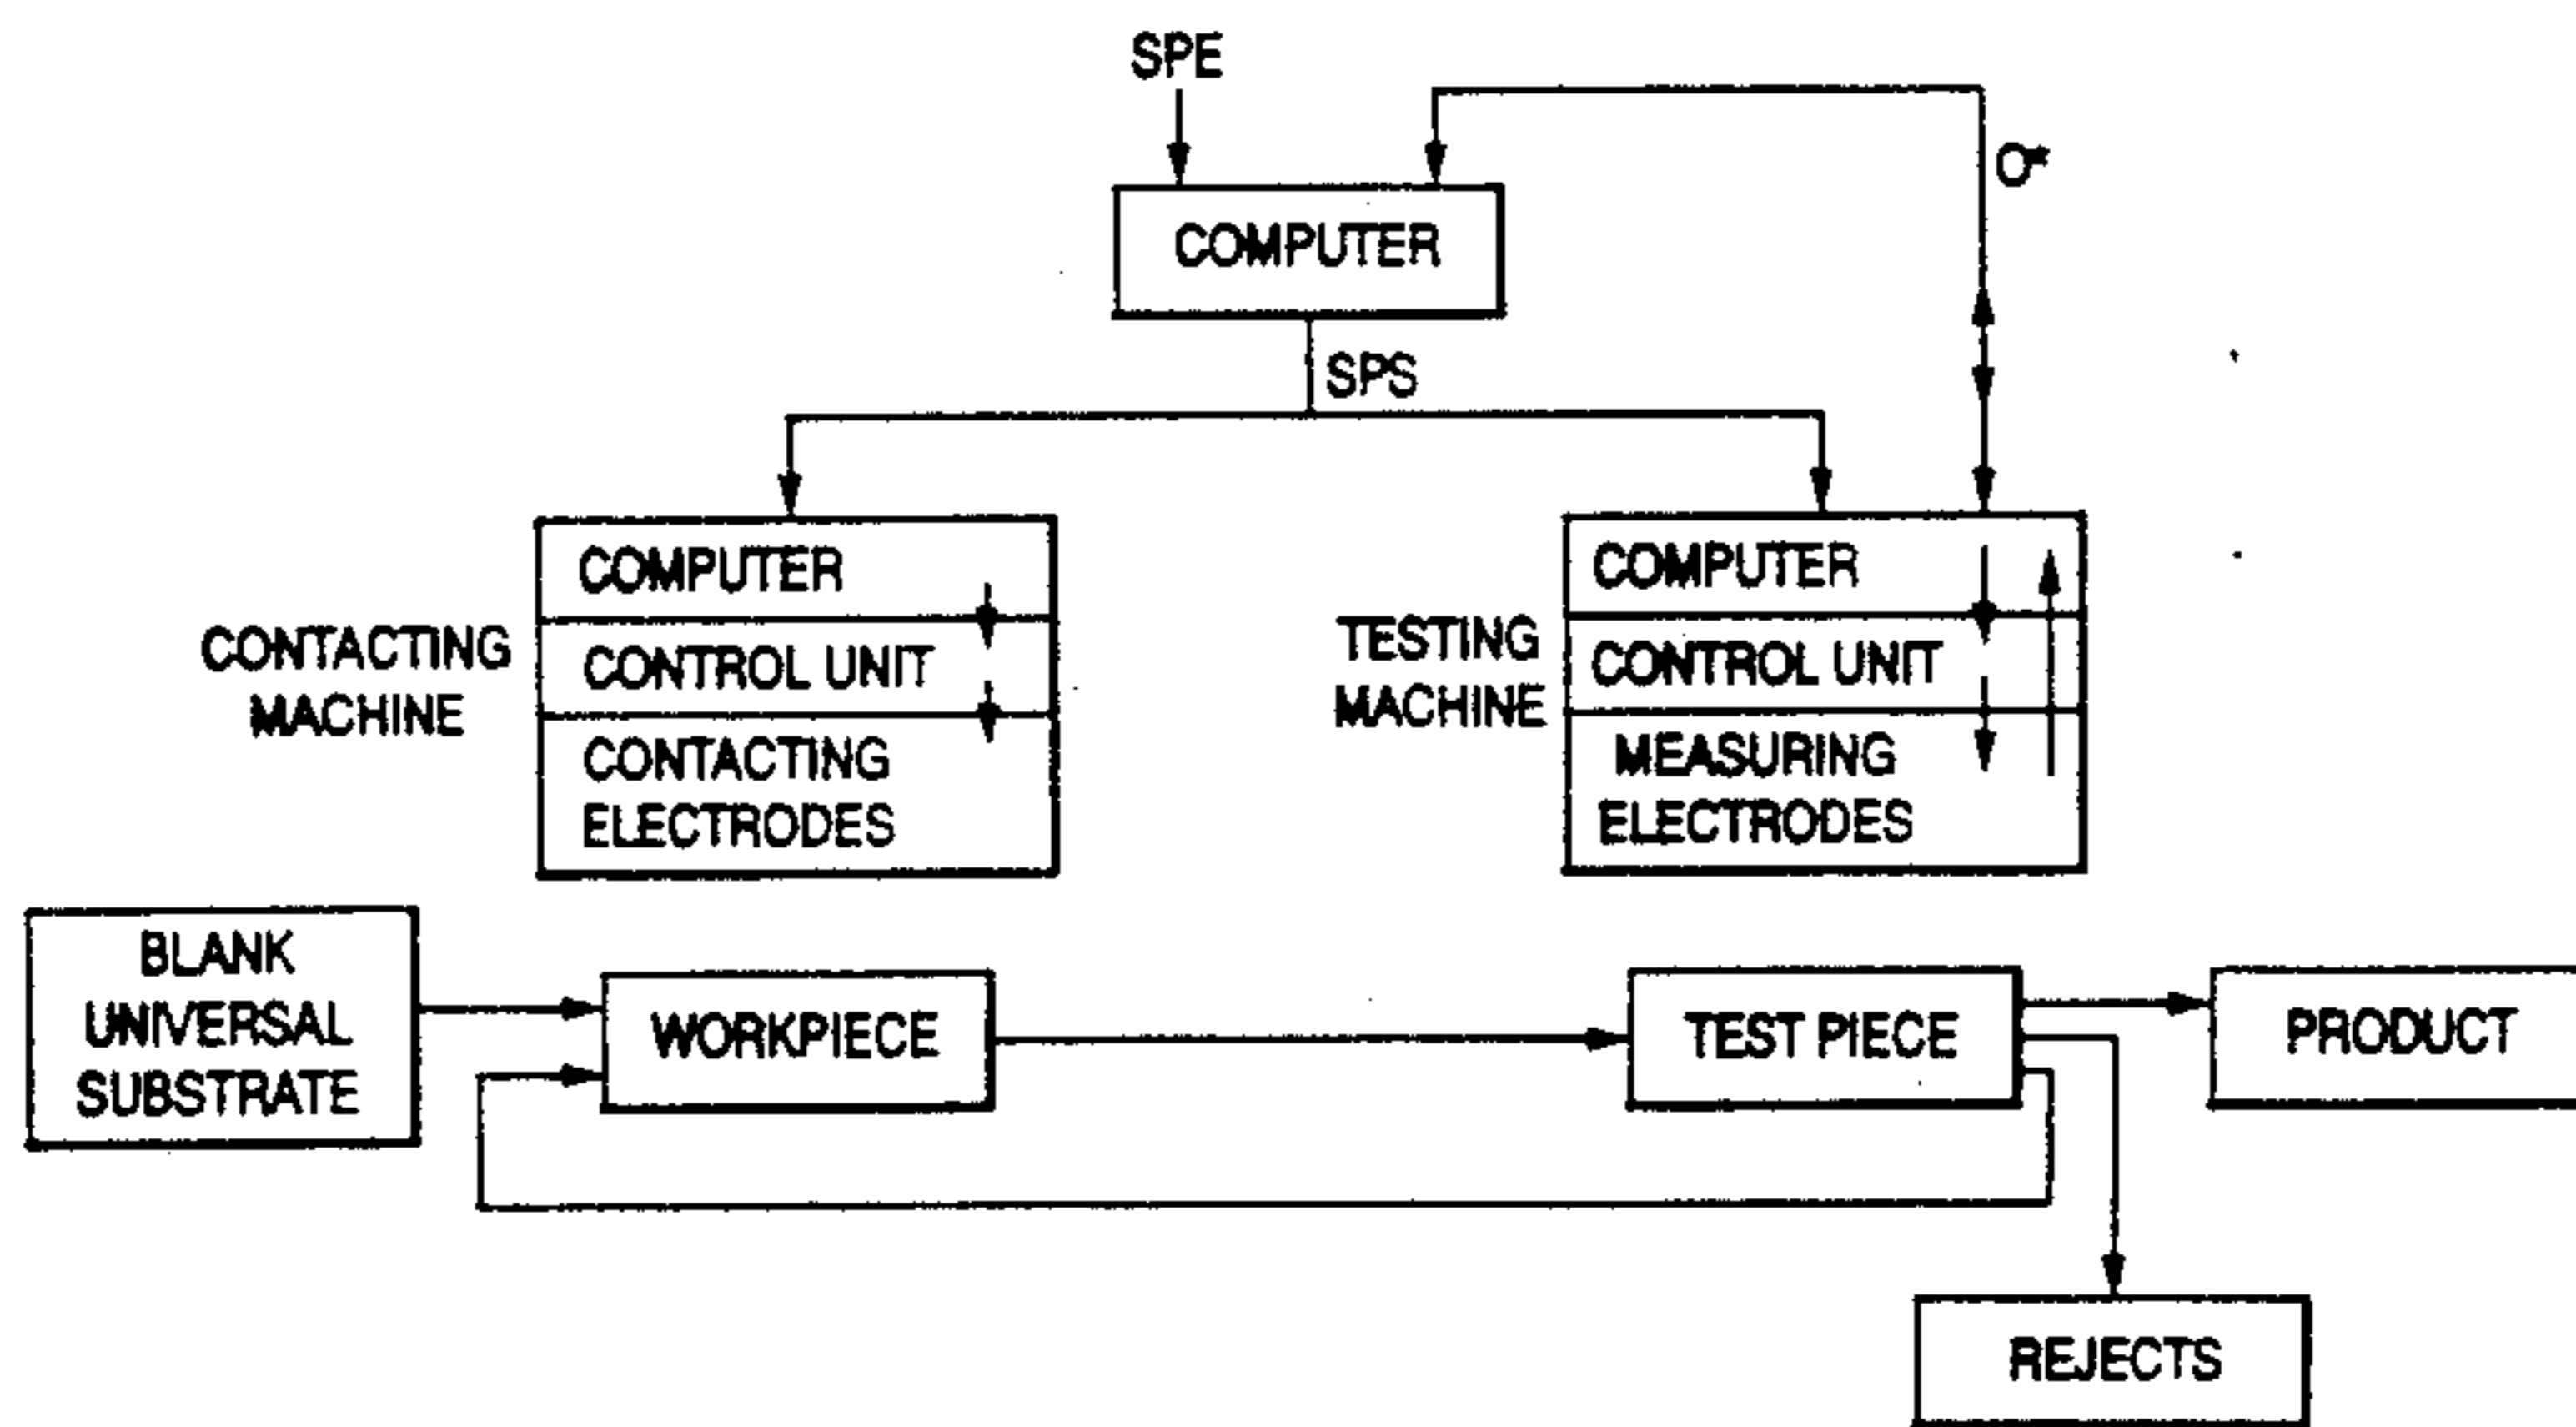 SPE
O*
COMPUTER
SPS
COMPUTER
CONTROL UNIT
CONTACTING
ELECTRODES
CONTACTING
MACHINE
COMPUTER
CONTROL UNIT
MEASURING
ELECTRODES
TESTING
MACHINE
BLANK
UNIVERSAL
SUBSTRATE
WORKPIECE
TEST PIECE
PRODUCT
REJECTS